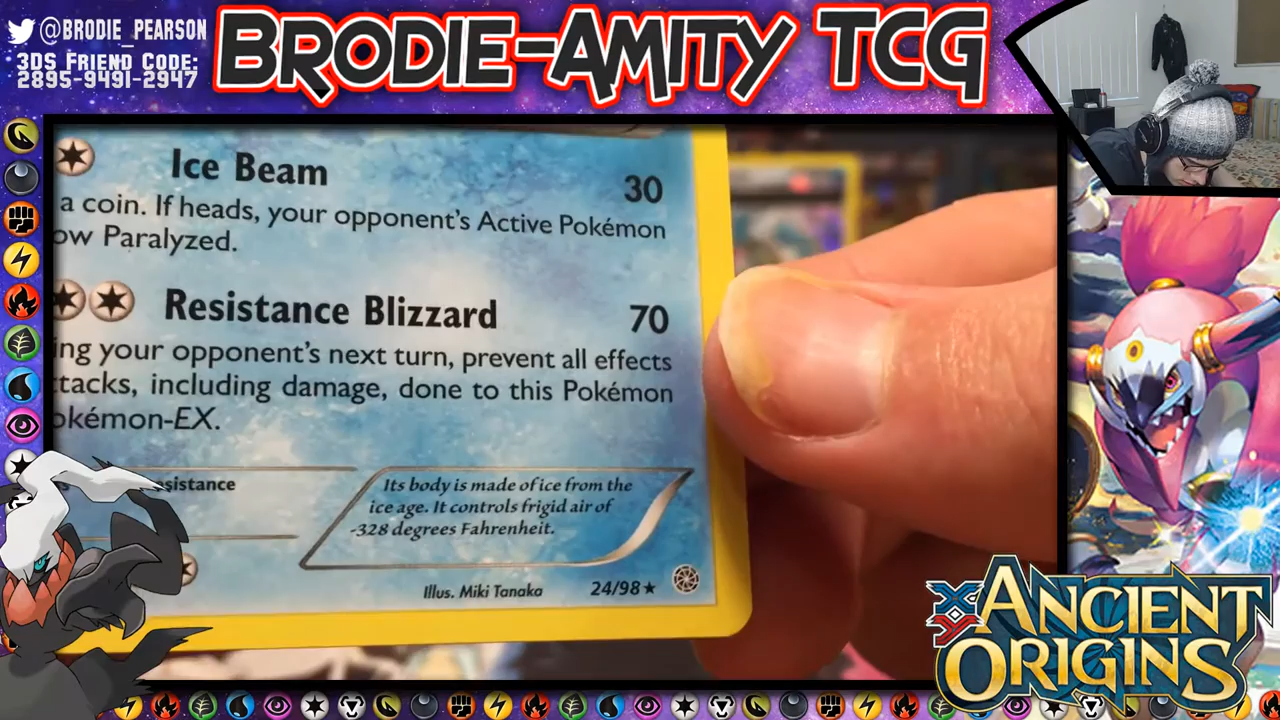 @BRODIE_PEARSON
3DS FRIEND CODE:
2895-9491-2947
BRODIE-AMITY TCG
Ice Beam 30
a coin. If heads, your opponent's Active Pokémon
ow Paralyzed.
Resistance Blizzard 70
ing your opponent's next turn, prevent all effects
ttacks, including damage, done to this Pokémon
okémon-EX.
sistance
Its body is made of ice from the
ice age. It controls frigid air of
-328 degrees Fahrenheit.
Illus. Miki Tanaka 24/98★
XY
ANCIENT
ORIGINS